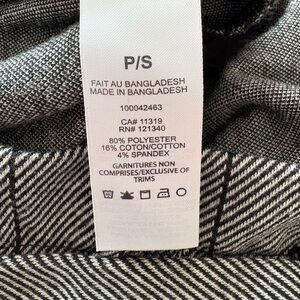 P/S
FAIT AU BANGLADESH
MADE IN BANGLADESH
100042463
CA# 11319
RN# 121340
80% POLYESTER
16% COTON/COTTON
4% SPANDEX
GARNITURES NON
COMPRISES/EXCLUSIVE OF
TRIMS